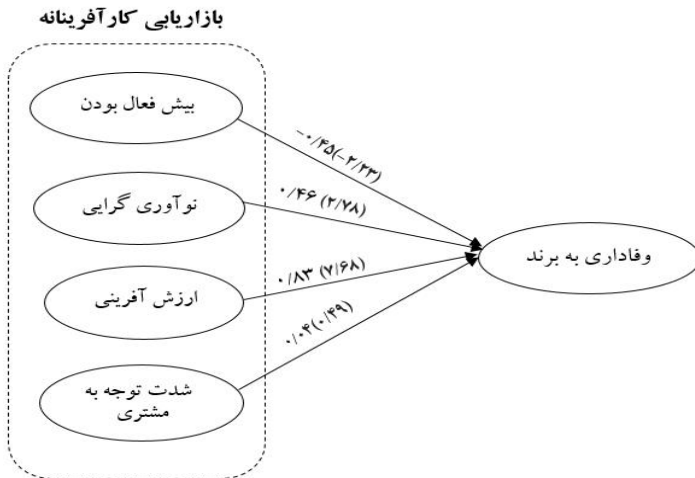 بازاریابی کارآفرینانه
بیش فعال بودن
-۰/۴۵(-۲/۲۳)
نوآوری گرایی
۰/۴۶ (۲/۷۸)
وفاداری به برند
ارزش آفرینی
۰/۸۳ (۷/۶۸)
۰/۰۴(۰/۴۹)
شدت توجه به
مشتری